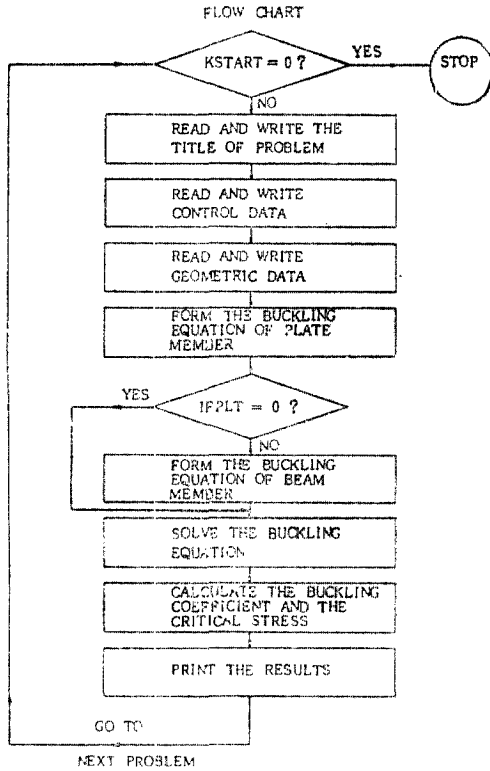 FLOW CHART
KSTART = 0 ?
YES
STOP
NO
READ AND WRITE THE
TITLE OF PROBLEM
READ AND WRITE
CONTROL DATA
READ AND WRITE
GEOMETRIC DATA
FORM THE BUCKLING
EQUATION OF PLATE
MEMBER
YES
IFPLT = 0 ?
NO
FORM THE BUCKLING
EQUATION OF BEAM
MEMBER
SOLVE THE BUCKLING
EQUATION
CALCULATE THE BUCKLING
COEFFICIENT AND THE
CRITICAL STRESS
PRINT THE RESULTS
GO TO
NEXT PROBLEM